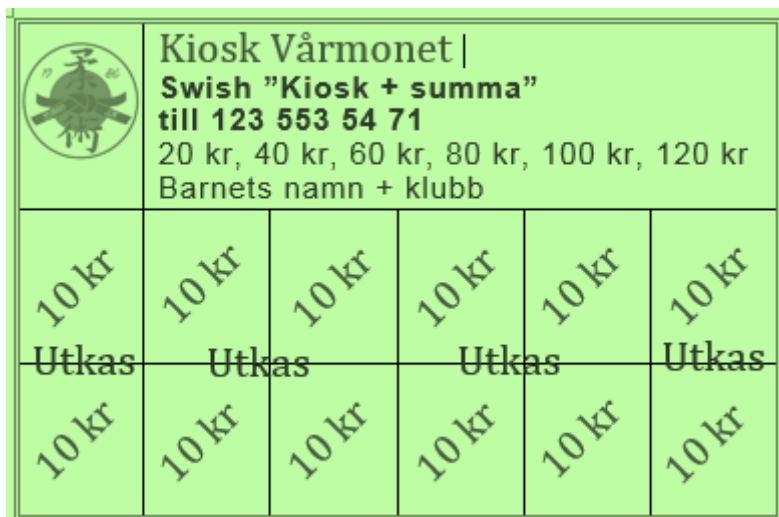 柔
術
Kiosk Vårmonet
Swish ”Kiosk + summa”
till 123 553 54 71
20 kr, 40 kr, 60 kr, 80 kr, 100 kr, 120 kr
Barnets namn + klubb
10 kr 10 kr 10 kr 10 kr 10 kr 10 kr
Utkas Utkas Utkas Utkas
10 kr 10 kr 10 kr 10 kr 10 kr 10 kr